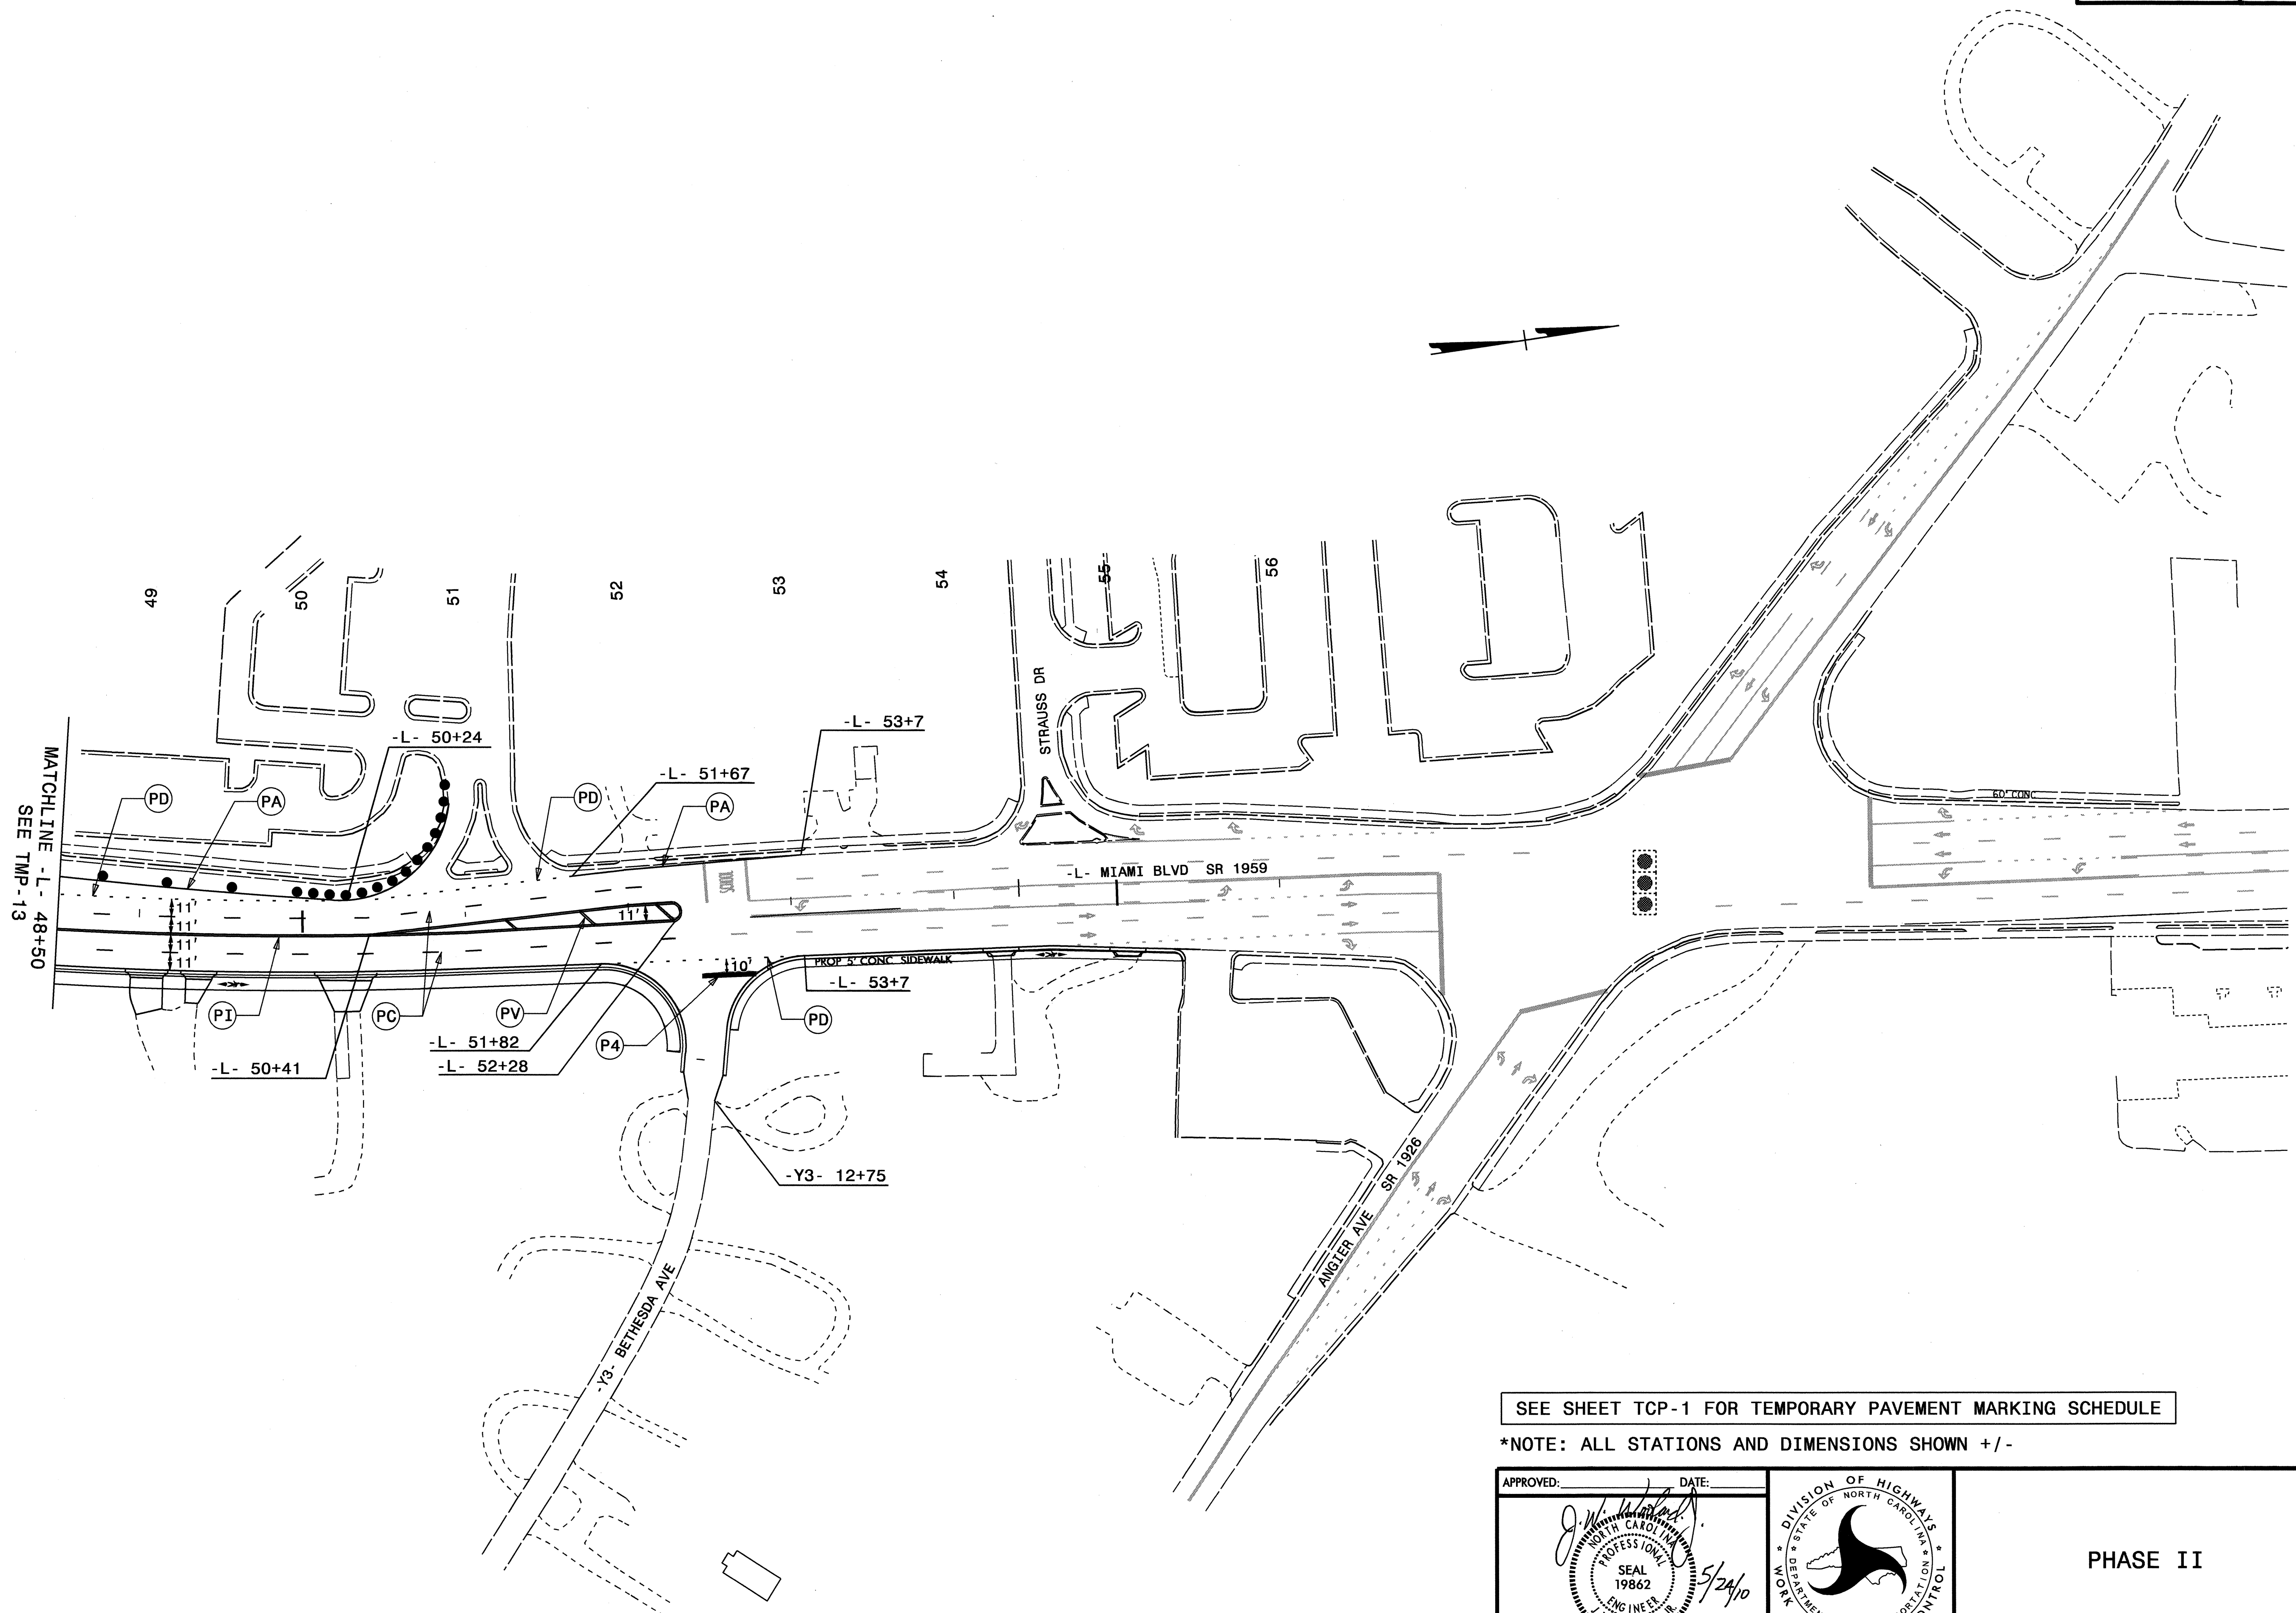 49
50
51
52
53
54
55
56
STRAUSS DR
-L- 53+7
-L- 50+24
-L- 51+67
MATCHLINE -L- 48+50
SEE TMP-13
PD
PA
PD
PA
60' CONC
-L- MIAMI BLVD SR 1959
11'
11'
11'
11'
11'
10'
PROP 5' CONC SIDEWALK
-L- 53+7
PI
PC
PV
P4
PD
-L- 51+82
-L- 52+28
-L- 50+41
-Y3- 12+75
-Y3- BETHESDA AVE
ANGIER AVE SR 1926
SEE SHEET TCP-1 FOR TEMPORARY PAVEMENT MARKING SCHEDULE
*NOTE: ALL STATIONS AND DIMENSIONS SHOWN +/-
APPROVED: DATE:
NORTH CAROLINA
PROFESSIONAL
SEAL
19862
ENGINEER
5/24/10
DIVISION OF HIGHWAYS
STATE OF NORTH CAROLINA
WORK
PHASE II